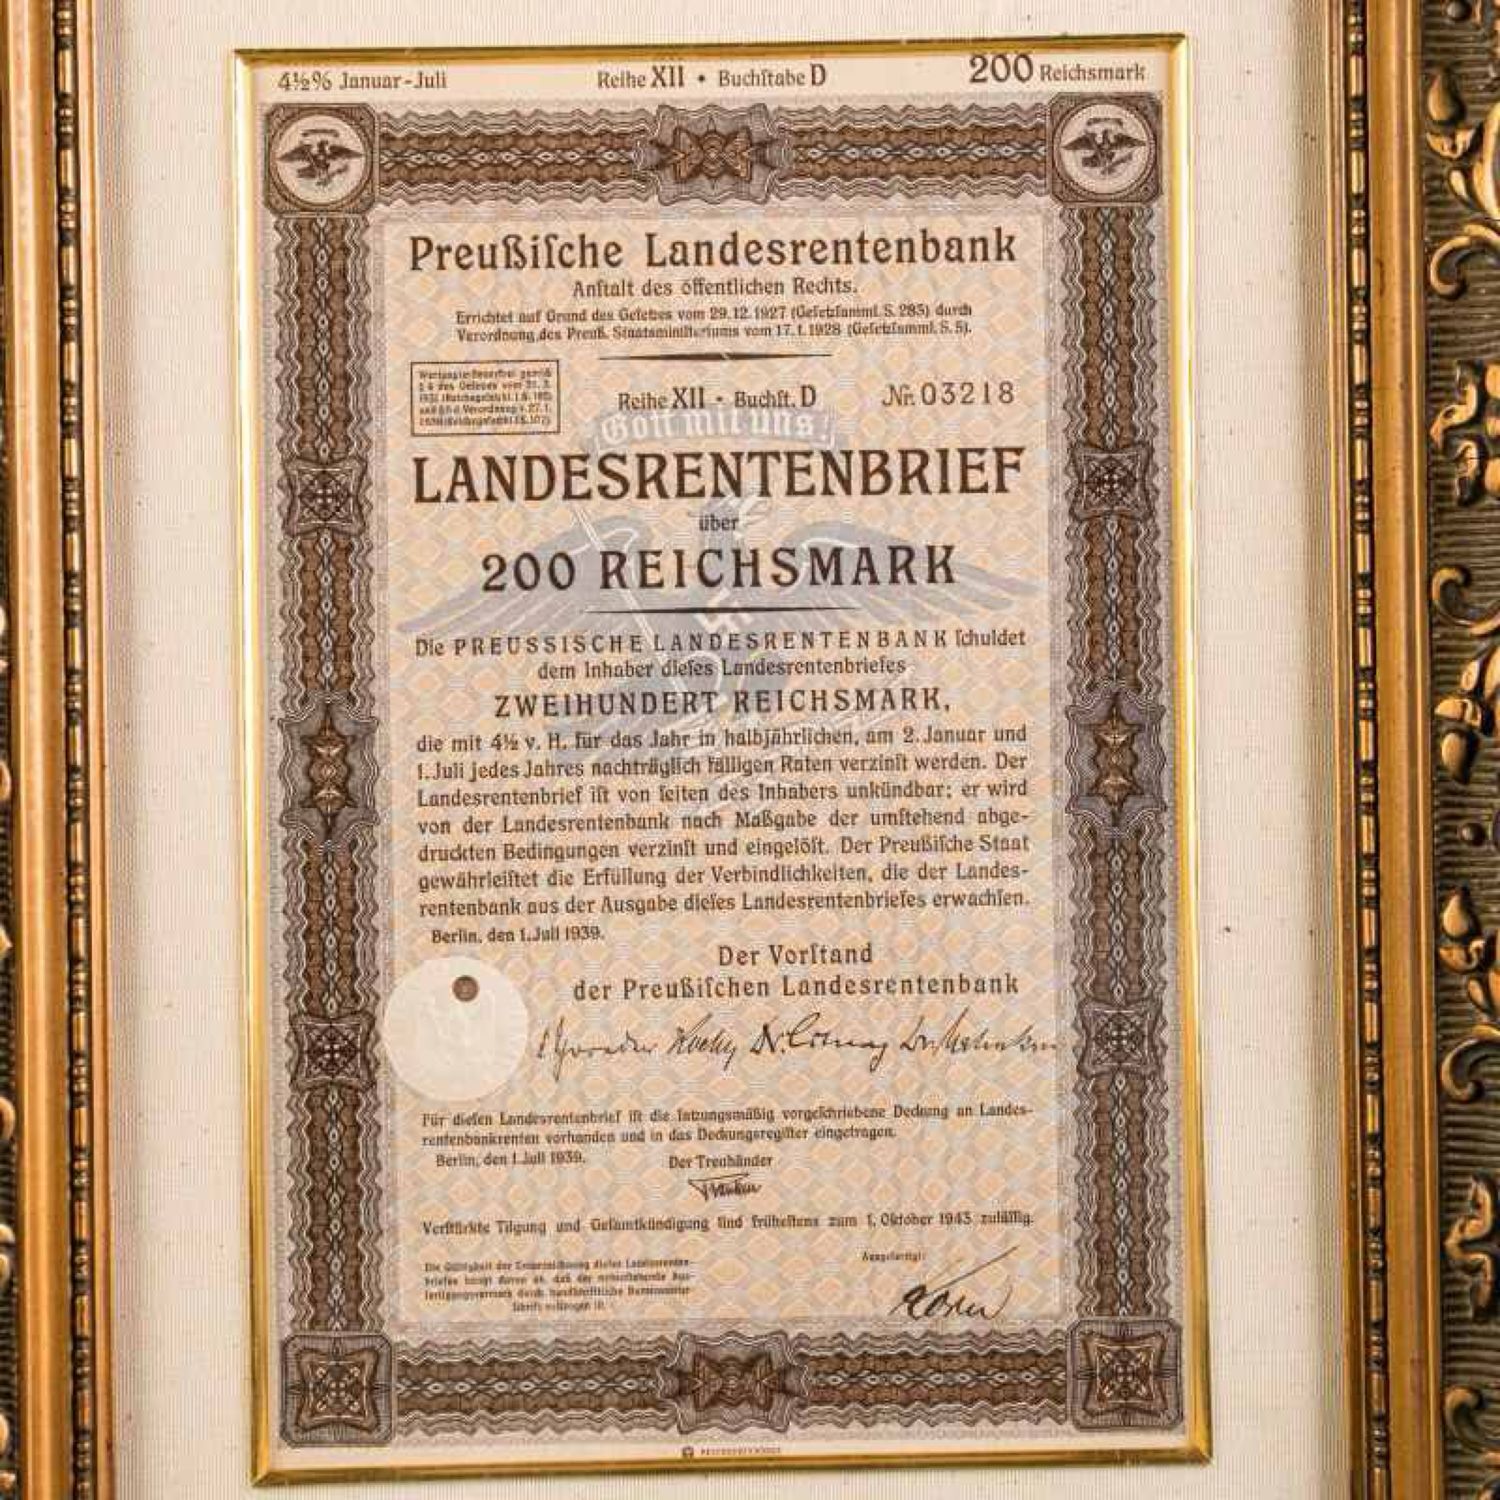 4½% Januar-Juli
Reihe XII • Buchſtabe D
200 Reichsmark
Preußiſche Landesrentenbank
Anſtalt des öffentlichen Rechts.
Errichtet auf Grund des Geſetzes vom 29.12.1927 (Geſetzſamml. S. 283) durch
Verordnung des Preuß. Staatsminiſteriums vom 17.1.1928 (Geſetzſamml. S. 5).
Reihe XII - Buchſt. D
Nr. 03218
Gott mit uns!
LANDESRENTENBRIEF
über
200 REICHSMARK
Die PREUSSISCHE LANDESRENTENBANK ſchuldet
dem Inhaber dieſes Landesrentenbriefes
ZWEIHUNDERT REICHSMARK,
die mit 4½ v. H. für das Jahr in halbjährlichen, am 2. Januar und
1. Juli jedes Jahres nachträglich fälligen Raten verzinſt werden. Der
Landesrentenbrief iſt von ſeiten des Inhabers unkündbar; er wird
von der Landesrentenbank nach Maßgabe der umſtehend abge-
druckten Bedingungen verzinſt und eingelöſt. Der Preußiſche Staat
gewährleiſtet die Erfüllung der Verbindlichkeiten, die der Landes-
rentenbank aus der Ausgabe dieſes Landesrentenbriefes erwachſen.
Berlin, den 1. Juli 1939.
Der Vorſtand
der Preußiſchen Landesrentenbank
Für dieſen Landesrentenbrief iſt die ſatzungsmäßig vorgeſchriebene Deckung an Landes-
rentenbankrenten vorhanden und in das Deckungsregiſter eingetragen.
Berlin, den 1. Juli 1939.
Der Treuhänder
Verſtärkte Tilgung und Geſamtkündigung ſind früheſtens zum 1. Oktober 1943 zuläſſig.
Ausgefertigt: